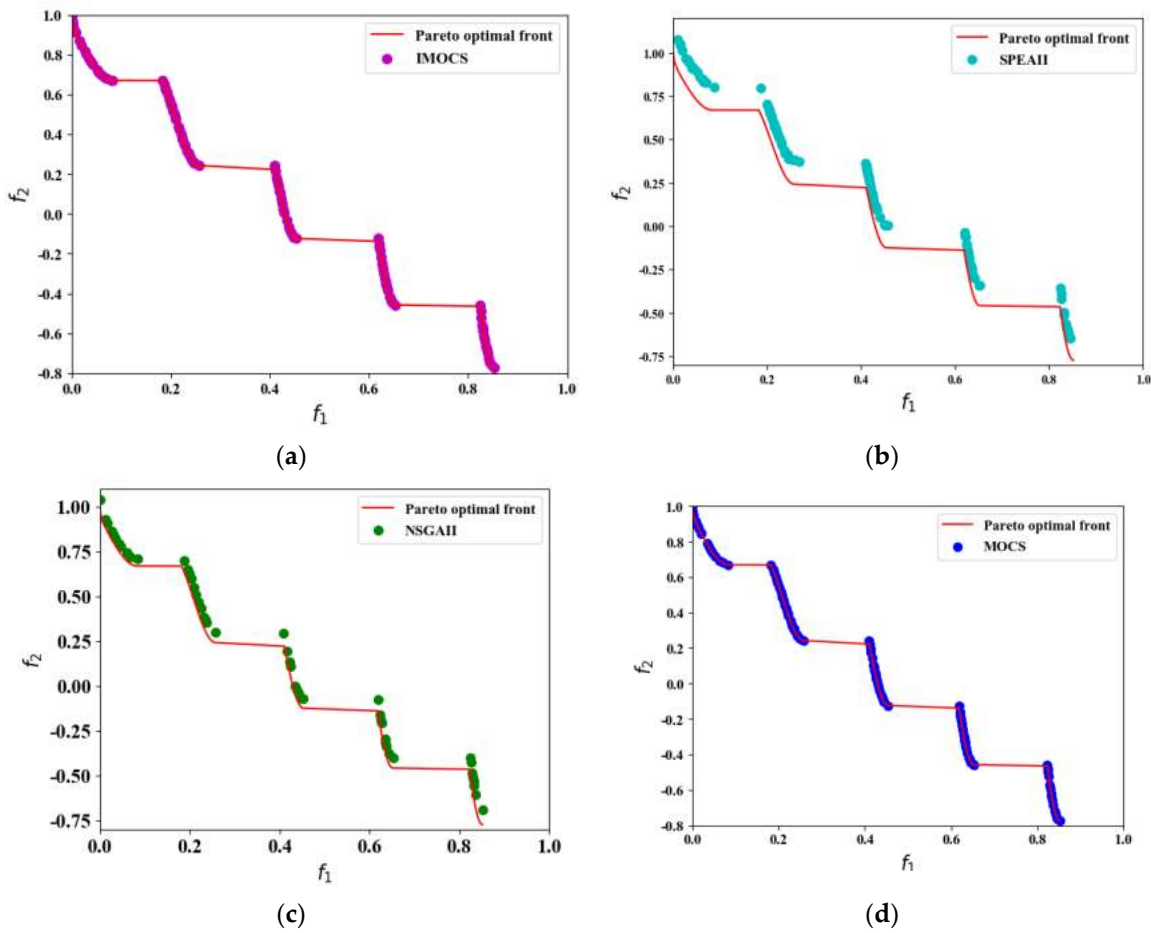 1.0
0.8
0.6
0.4
0.2
0.0
-0.2
-0.4
-0.6
-0.8
f2
0.0 0.2 0.4 0.6 0.8 1.0
f1
Pareto optimal front
IMOCS
(a)
1.00
0.75
0.50
0.25
0.00
-0.25
-0.50
-0.75
f2
0.0 0.2 0.4 0.6 0.8 1.0
f1
Pareto optimal front
SPEAII
(b)
1.00
0.75
0.50
0.25
0.00
-0.25
-0.50
-0.75
f2
0.0 0.2 0.4 0.6 0.8 1.0
f1
Pareto optimal front
NSGAII
(c)
1.0
0.8
0.6
0.4
0.2
0.0
-0.2
-0.4
-0.6
-0.8
f2
0.0 0.2 0.4 0.6 0.8 1.0
f1
Pareto optimal front
MOCS
(d)